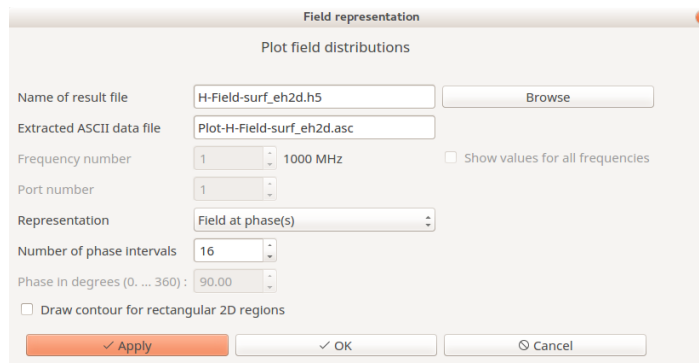 Field representation
Plot field distributions
Name of result file H-Field-surf_eh2d.h5 Browse
Extracted ASCII data file Plot-H-Field-surf_eh2d.asc
Frequency number 1 1000 MHz Show values for all frequencies
Port number 1
Representation Field at phase(s)
Number of phase intervals 16
Phase in degrees (0. ... 360) : 90.00
Draw contour for rectangular 2D regions
Apply OK Cancel